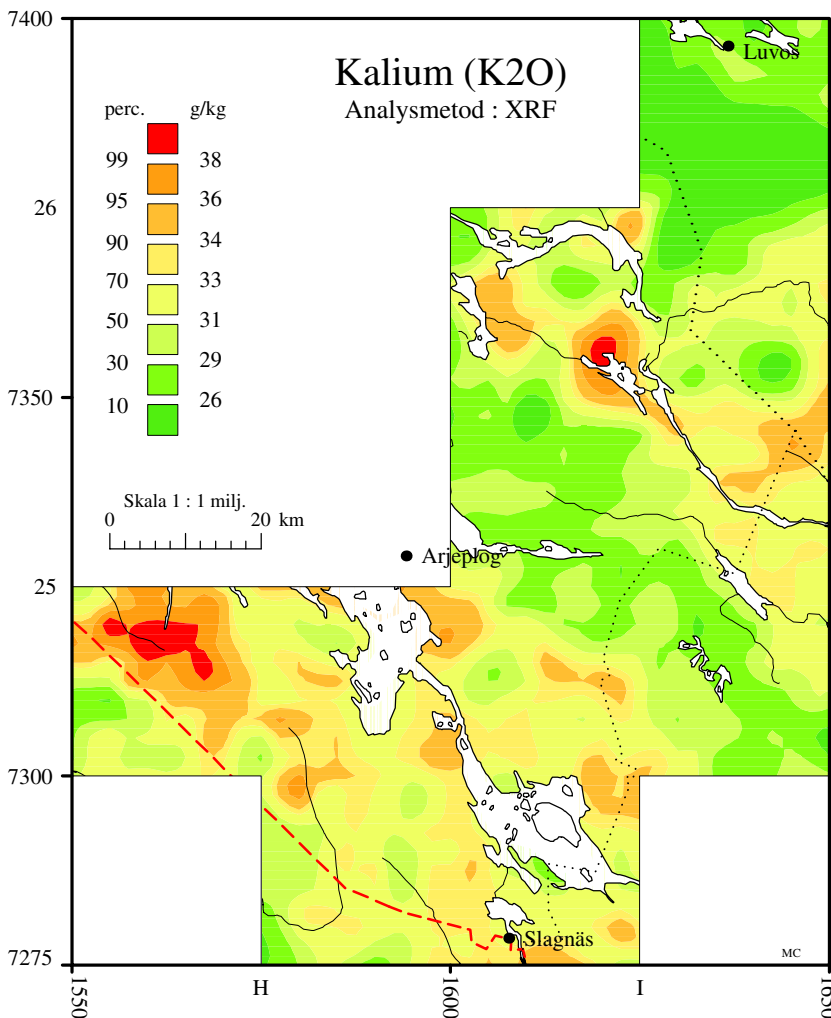 7400
Luvos
Kalium (K2O)
Analysmetod : XRF
perc. g/kg
99 38
95 36
26
90 34
70 33
50 31
30 29
10 26
7350
Skala 1 : 1 milj.
0 20 km
Arjeplog
25
7300
Slagnäs
MC
7275
1550 H 1600 I 1650